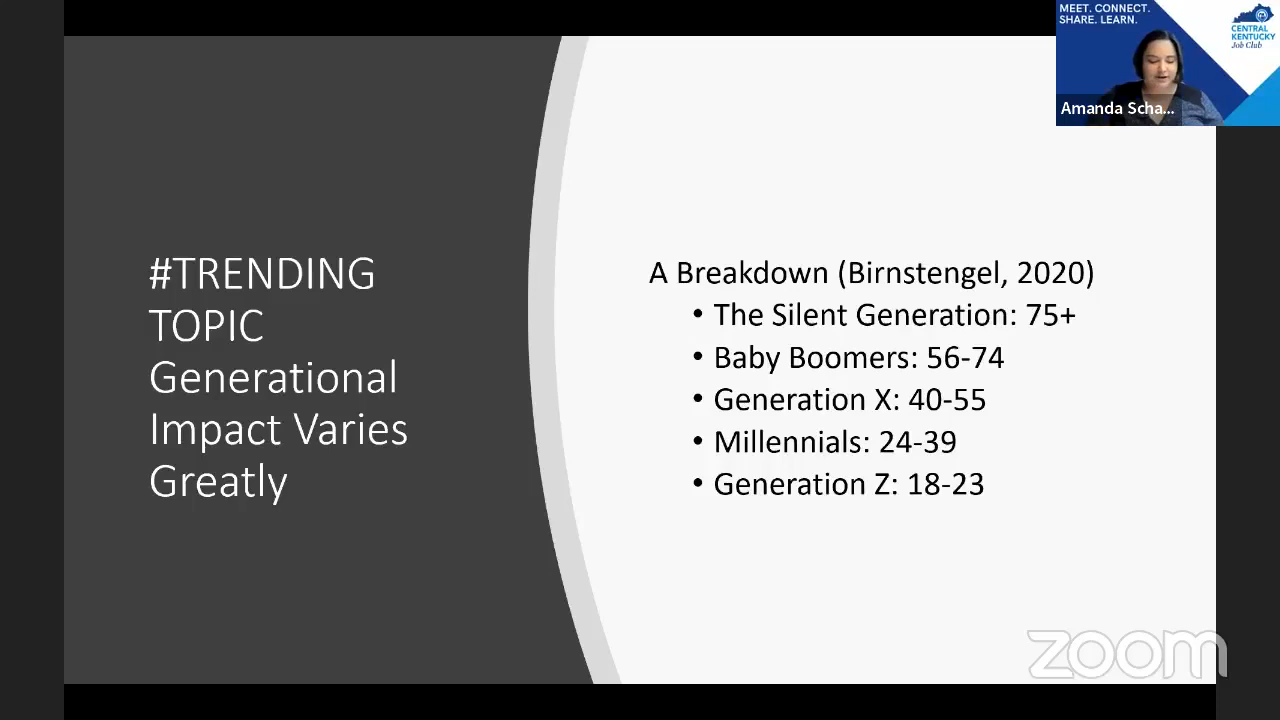 MEET. CONNECT.
SHARE. LEARN.
CENTRAL
KENTUCKY
Job Club
Amanda Scha...
#TRENDING
TOPIC
Generational
Impact Varies
Greatly
A Breakdown (Birnstengel, 2020)
• The Silent Generation: 75+
• Baby Boomers: 56-74
• Generation X: 40-55
• Millennials: 24-39
• Generation Z: 18-23
zoom